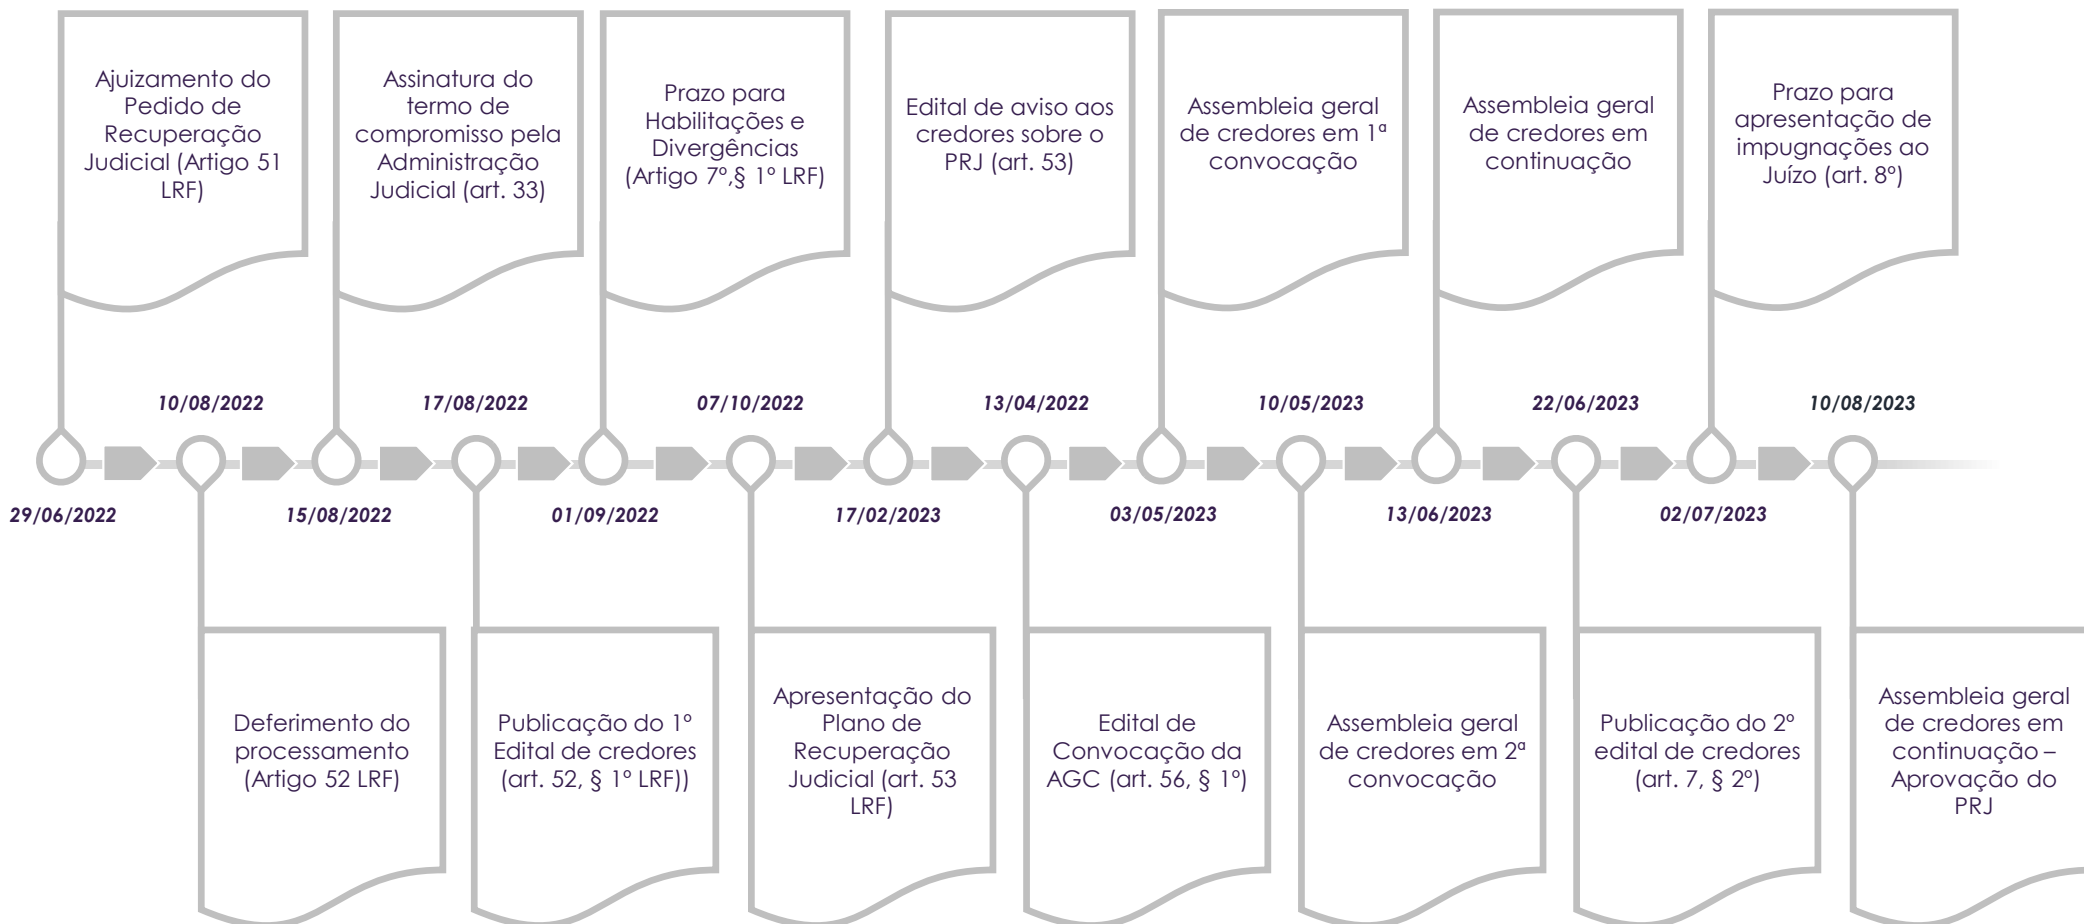 Ajuizamento do
Pedido de
Recuperação
Judicial (Artigo 51
LRF)
Assinatura do
termo de
compromisso pela
Administração
Judicial (art. 33)
Prazo para
Habilitações e
Divergências
(Artigo 7º,§ 1º LRF)
Edital de aviso aos
credores sobre o
PRJ (art. 53)
Assembleia geral
de credores em 1ª
convocação
Assembleia geral
de credores em
continuação
Prazo para
apresentação de
impugnações ao
Juízo (art. 8º)
10/08/2022
17/08/2022
07/10/2022
13/04/2022
10/05/2023
22/06/2023
10/08/2023
29/06/2022
15/08/2022
01/09/2022
17/02/2023
03/05/2023
13/06/2023
02/07/2023
Deferimento do
processamento
(Artigo 52 LRF)
Publicação do 1º
Edital de credores
(art. 52, § 1º LRF))
Apresentação do
Plano de
Recuperação
Judicial (art. 53
LRF)
Edital de
Convocação da
AGC (art. 56, § 1º)
Assembleia geral
de credores em 2ª
convocação
Publicação do 2º
edital de credores
(art. 7, § 2º)
Assembleia geral
de credores em
continuação –
Aprovação do
PRJ